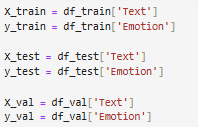 X_train = df_train['Text']
y_train = df_train['Emotion']
X_test = df_test['Text']
y_test = df_test['Emotion']
X_val = df_val['Text']
y_val = df_val['Emotion']